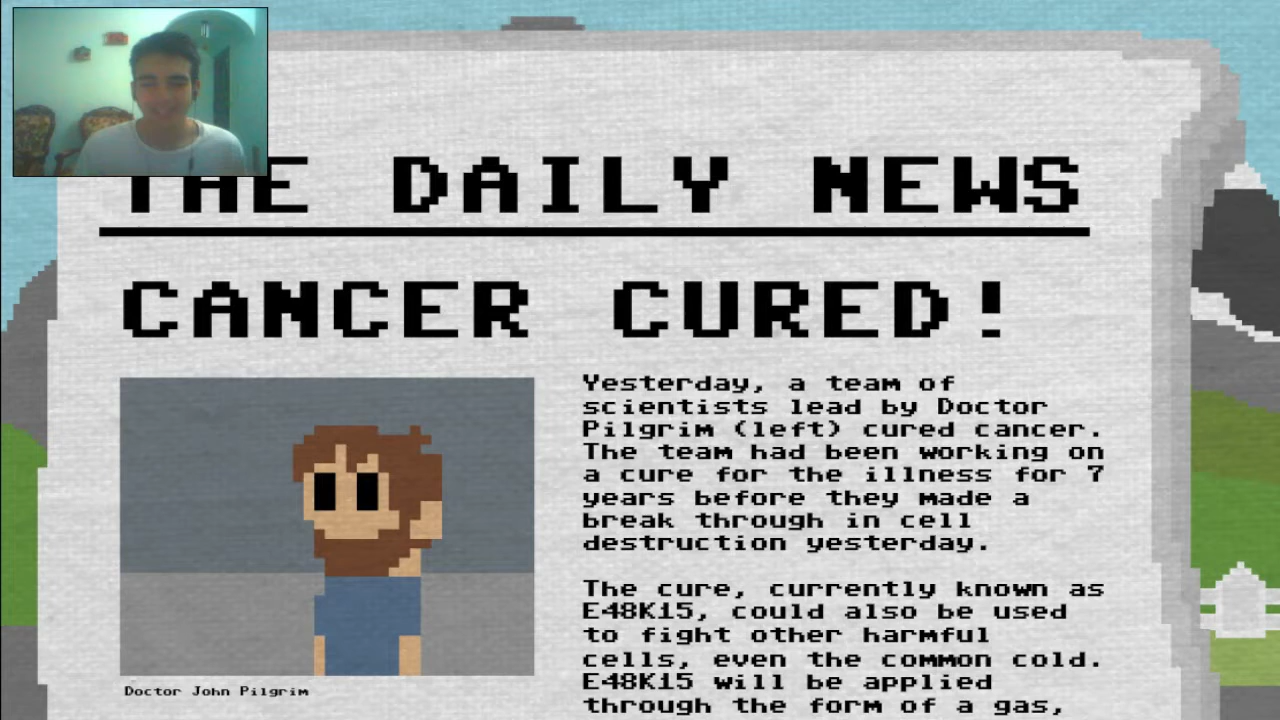 THE DAILY NEWS
CANCER CURED!
Yesterday, a team of
scientists lead by Doctor
Pilgrim (left) cured cancer.
The team had been working on
a cure for the illness for 7
years before they made a
break through in cell
destruction yesterday.
The cure, currently known as
E48K15, could also be used
to fight other harmful
cells, even the common cold.
E48K15 will be applied
through the form of a gas,
Doctor John Pilgrim